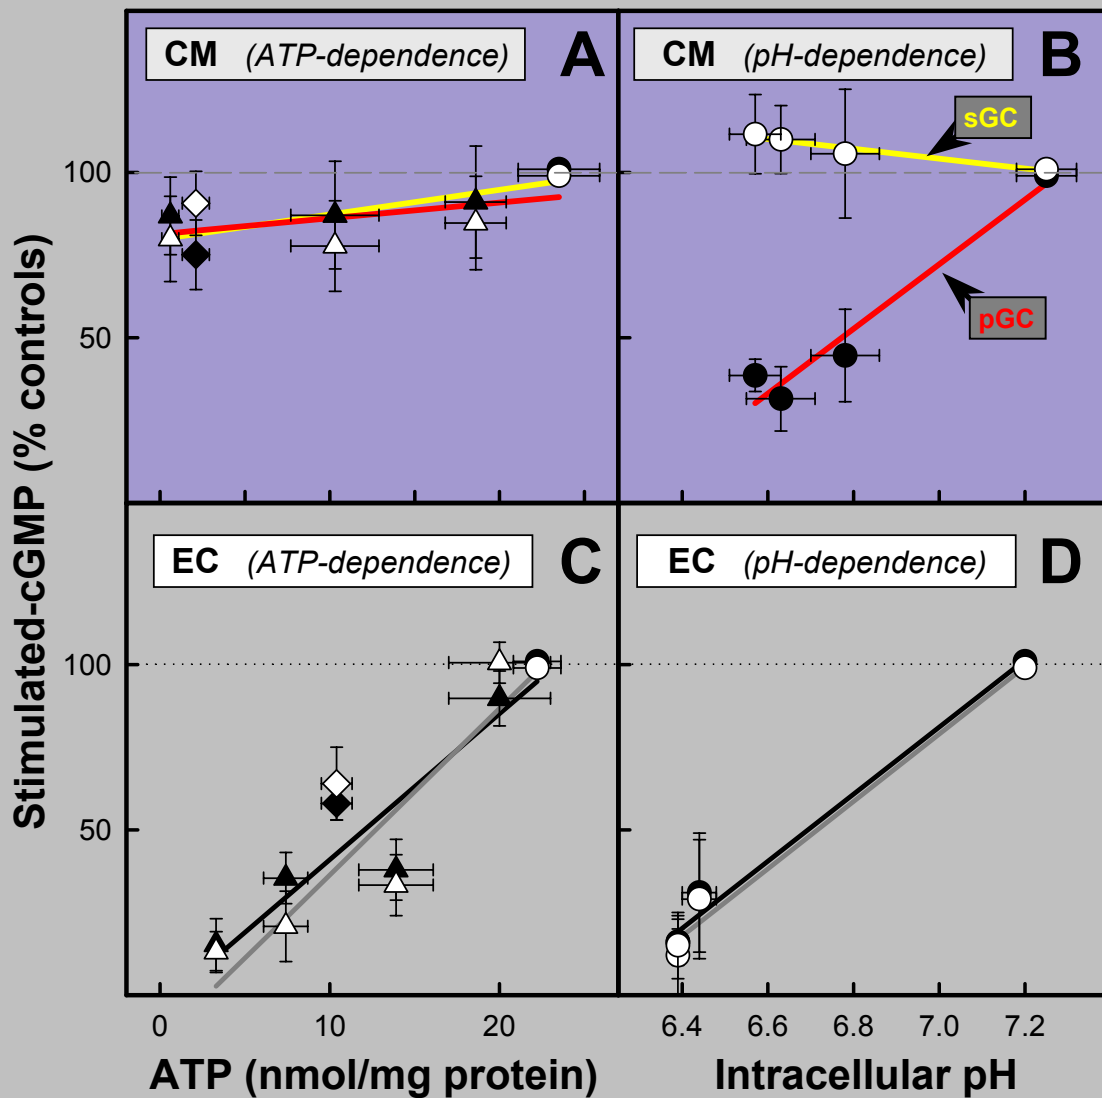 CM (ATP-dependence) A
CM (pH-dependence) B
sGC
pGC
100
50
EC (ATP-dependence) C
EC (pH-dependence) D
100
50
0 10 20
6.4 6.6 6.8 7.0 7.2
Stimulated-cGMP (% controls)
ATP (nmol/mg protein)
Intracellular pH